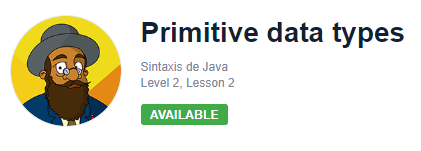 Primitive data types
Sintaxis de Java
Level 2, Lesson 2
AVAILABLE